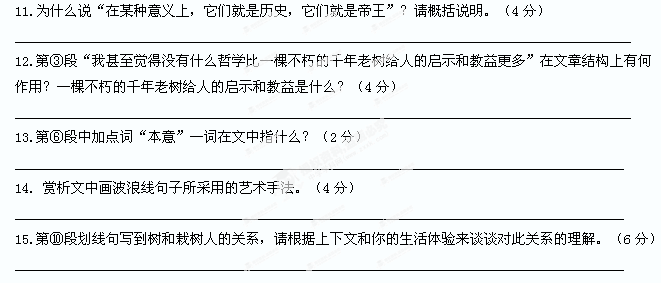 11.为什么说“在某种意义上，它们就是历史，它们就是帝王”？请概括说明。（4分）
12.第③段“我甚至觉得没有什么哲学比一棵不朽的千年老树给人的启示和教益更多”在文章结构上有何
作用？一棵不朽的千年老树给人的启示和教益是什么？（4分）
13.第⑥段中加点词“本意”一词在文中指什么？（2分）
14. 赏析文中画波浪线句子所采用的艺术手法。（4分）
15.第⑩段划线句写到树和栽树人的关系，请根据上下文和你的生活体验来谈谈对此关系的理解。（6分）